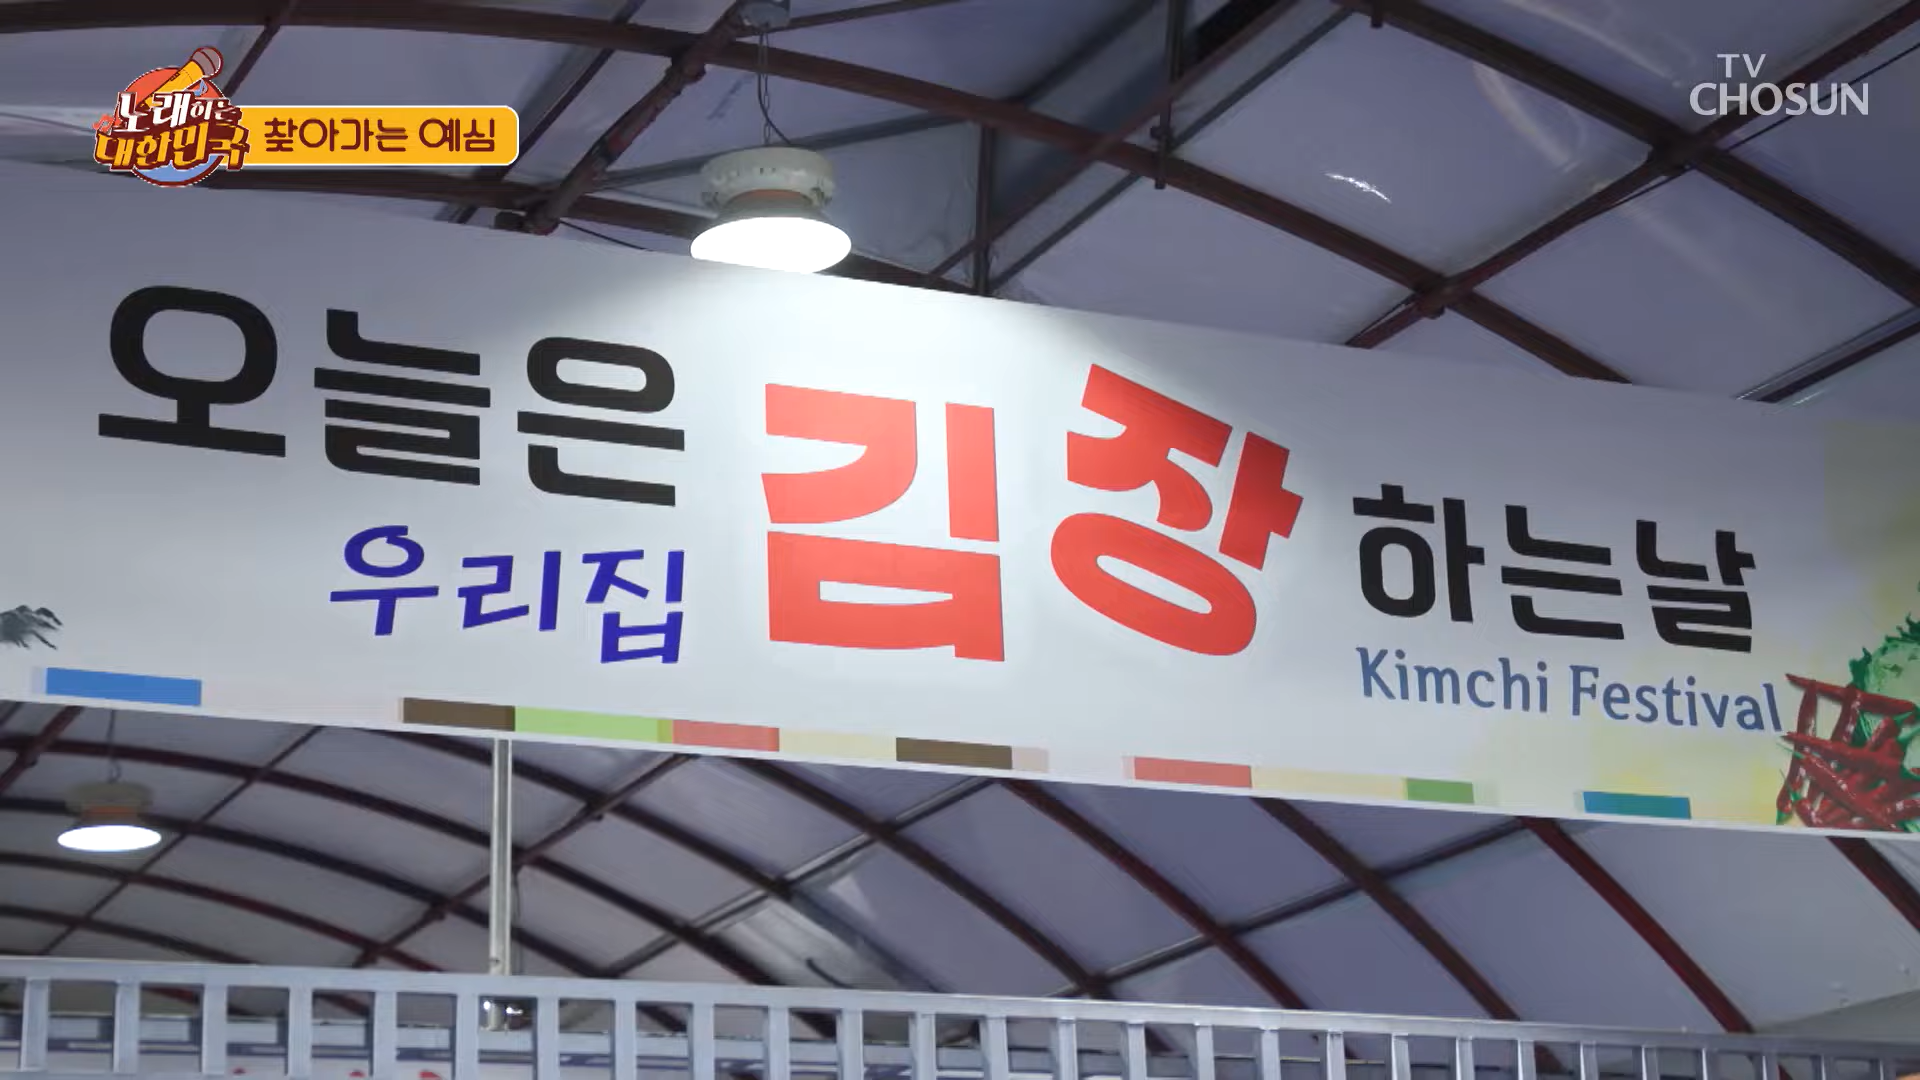 노래하는
대한민국
찾아가는 예심
TV
CHOSUN
오늘은
우리집
김장
하는날
Kimchi Festival